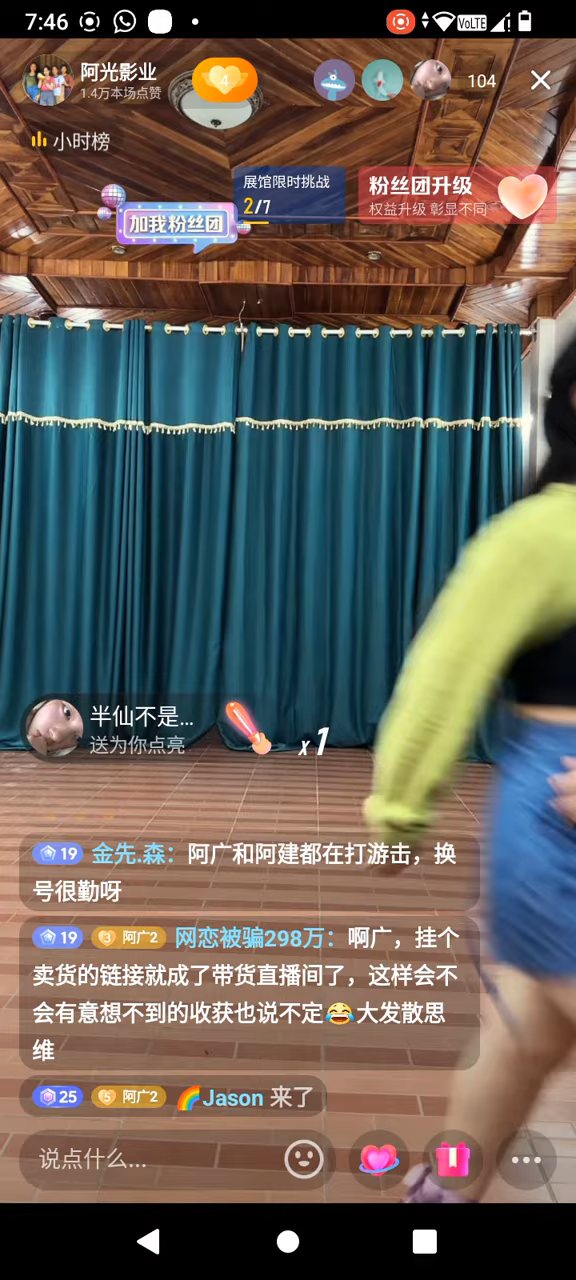 7:46
VoLTE
阿光影业
1.4万本场点赞
4
104
小时榜
展馆限时挑战
2/7
粉丝团升级
权益升级 彰显不同
加我粉丝团
半仙不是...
送为你点亮
x1
19 金先.森：阿广和阿建都在打游击，换
号很勤呀
19 3 阿广2 网恋被骗298万：啊广，挂个
卖货的链接就成了带货直播间了，这样会不
会有意想不到的收获也说不定😂大发散思
维
25 5 阿广2 🌈Jason 来了
说点什么...